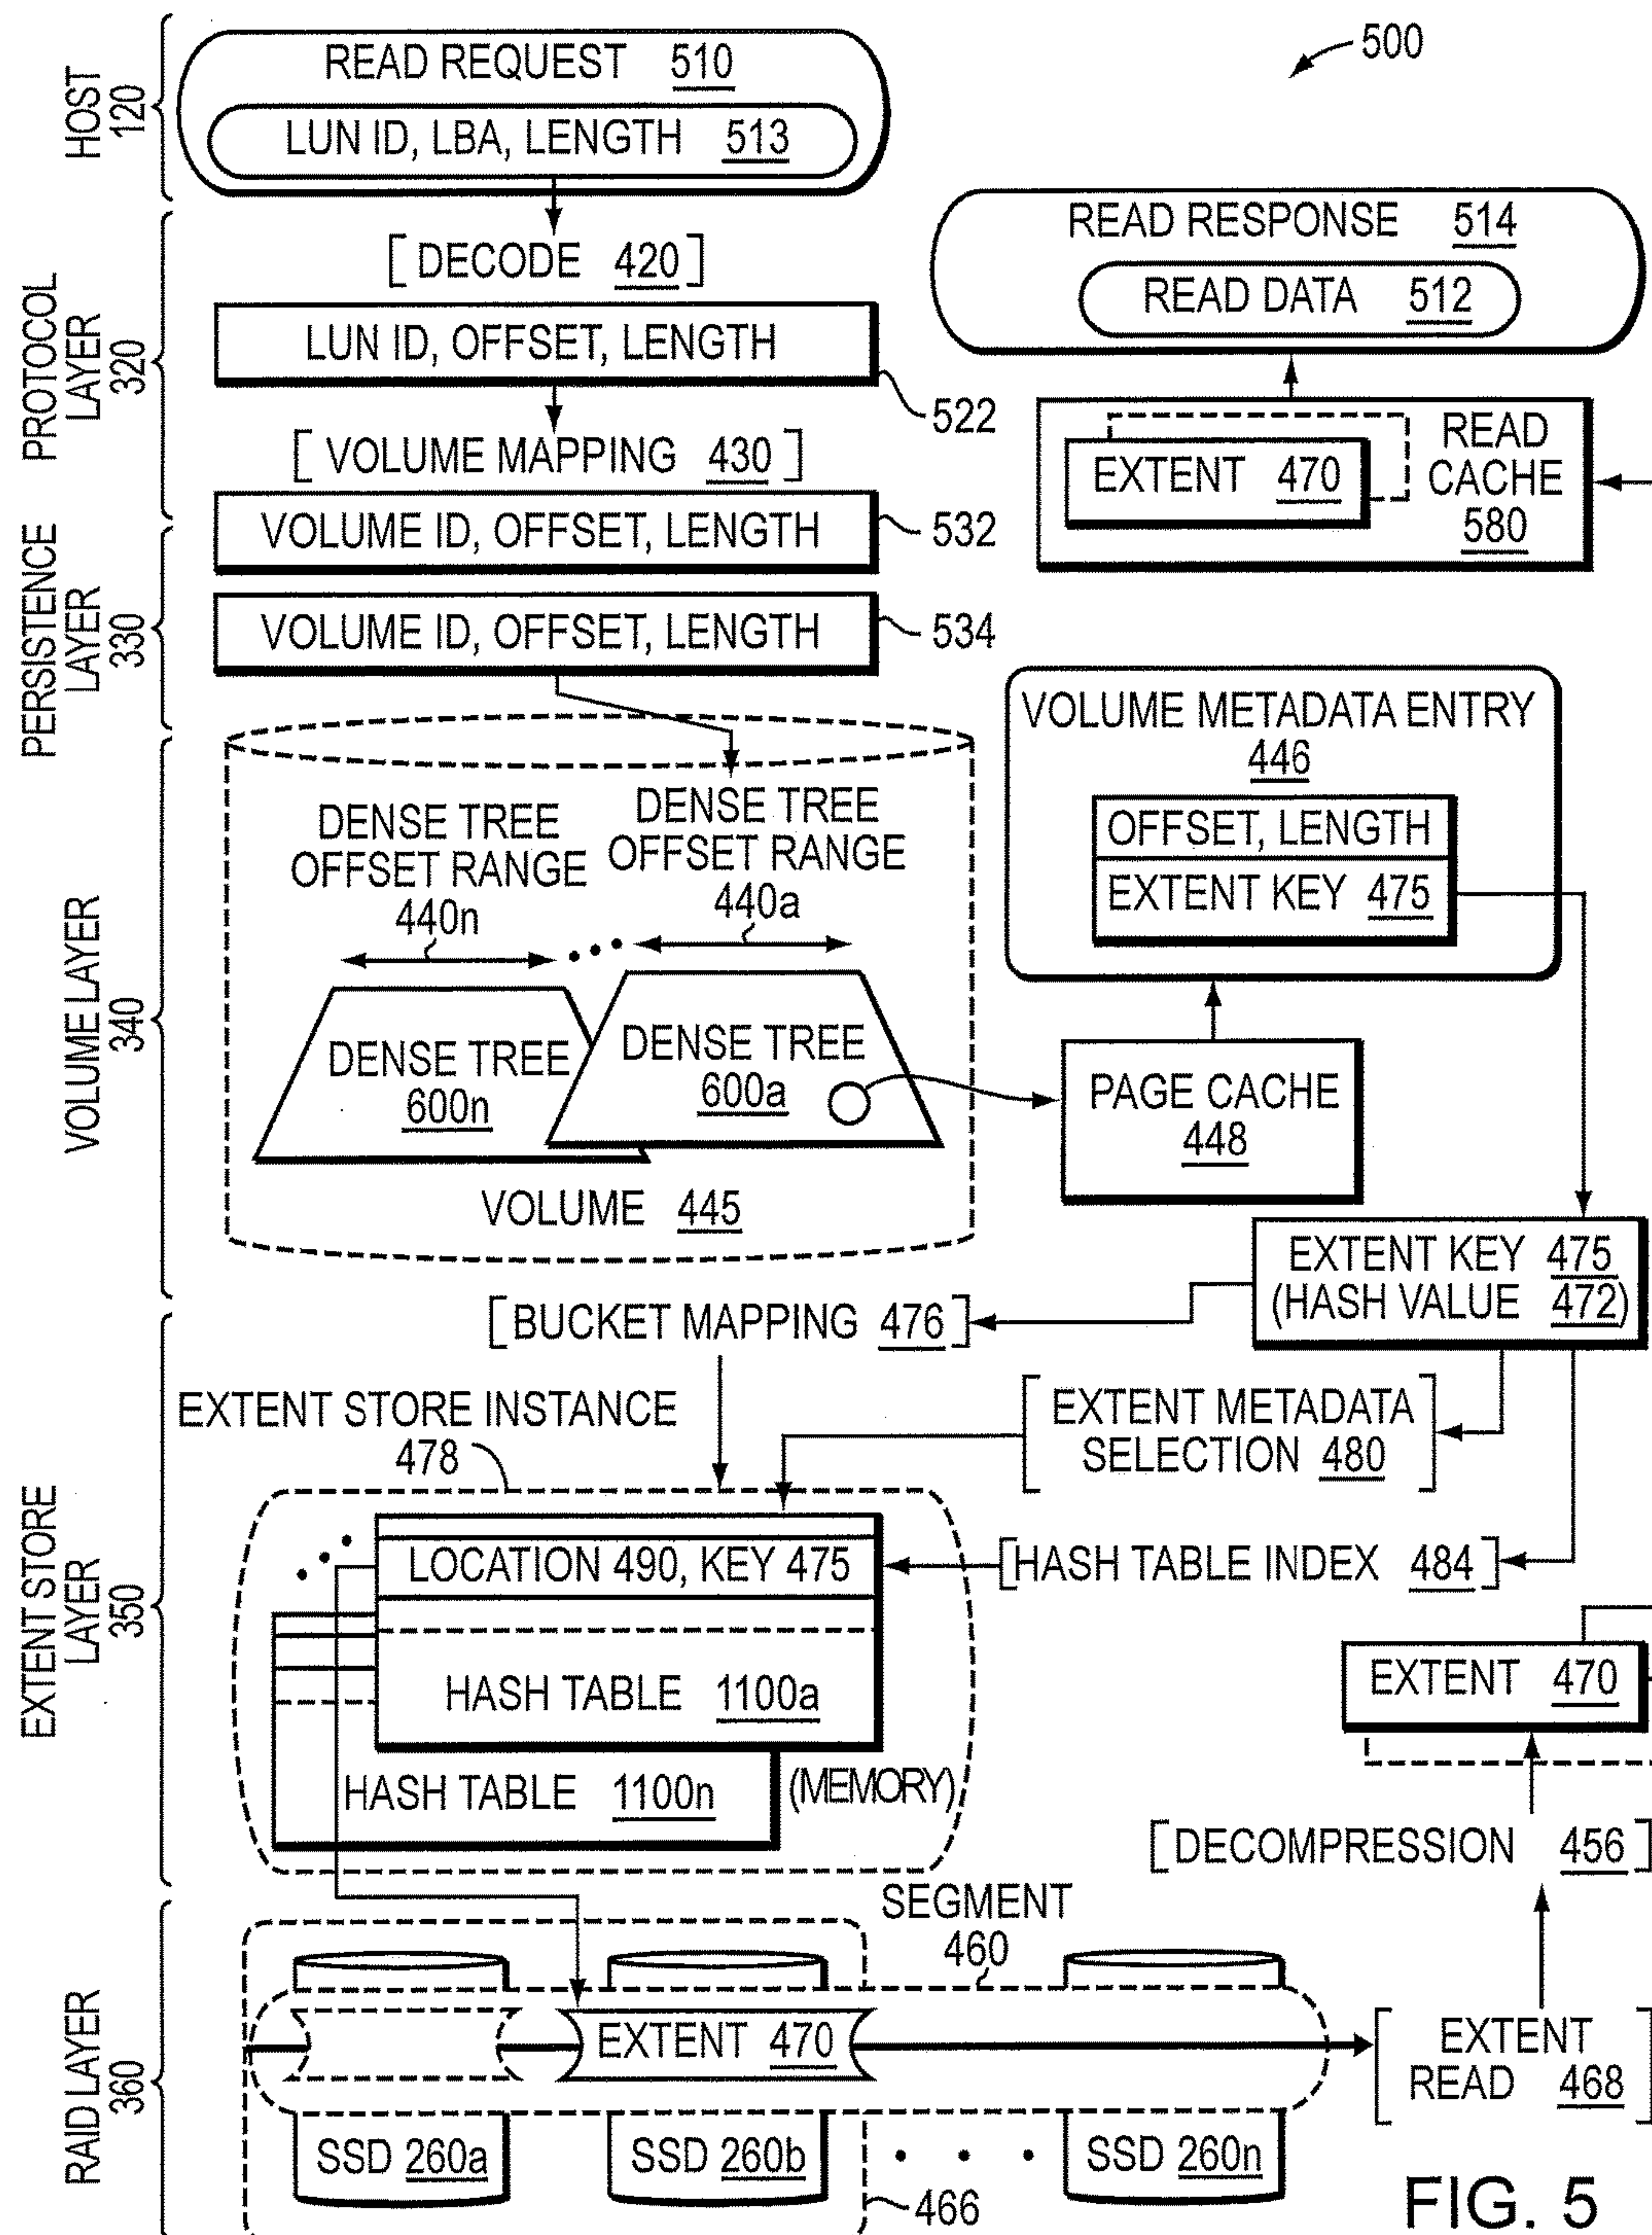 500
HOST
120
READ REQUEST 510
LUN ID, LBA, LENGTH 513
PROTOCOL
LAYER
320
[DECODE 420]
LUN ID, OFFSET, LENGTH
522
[VOLUME MAPPING 430]
VOLUME ID, OFFSET, LENGTH
532
READ RESPONSE 514
READ DATA 512
EXTENT 470
READ
CACHE
580
PERSISTENCE
LAYER
330
VOLUME ID, OFFSET, LENGTH
534
VOLUME LAYER
340
DENSE TREE
OFFSET RANGE
440n
DENSE TREE
OFFSET RANGE
440a
DENSE TREE
600n
DENSE TREE
600a
VOLUME 445
VOLUME METADATA ENTRY
446
OFFSET, LENGTH
EXTENT KEY 475
PAGE CACHE
448
EXTENT KEY 475
(HASH VALUE 472)
[BUCKET MAPPING 476]
EXTENT STORE
LAYER
350
EXTENT STORE INSTANCE
478
[EXTENT METADATA
SELECTION 480]
LOCATION 490, KEY 475
[HASH TABLE INDEX 484]
HASH TABLE 1100a
HASH TABLE 1100n
(MEMORY)
EXTENT 470
[DECOMPRESSION 456]
RAID LAYER
360
SEGMENT
460
EXTENT 470
[EXTENT
READ 468]
SSD 260a
SSD 260b
. . .
SSD 260n
466
FIG. 5